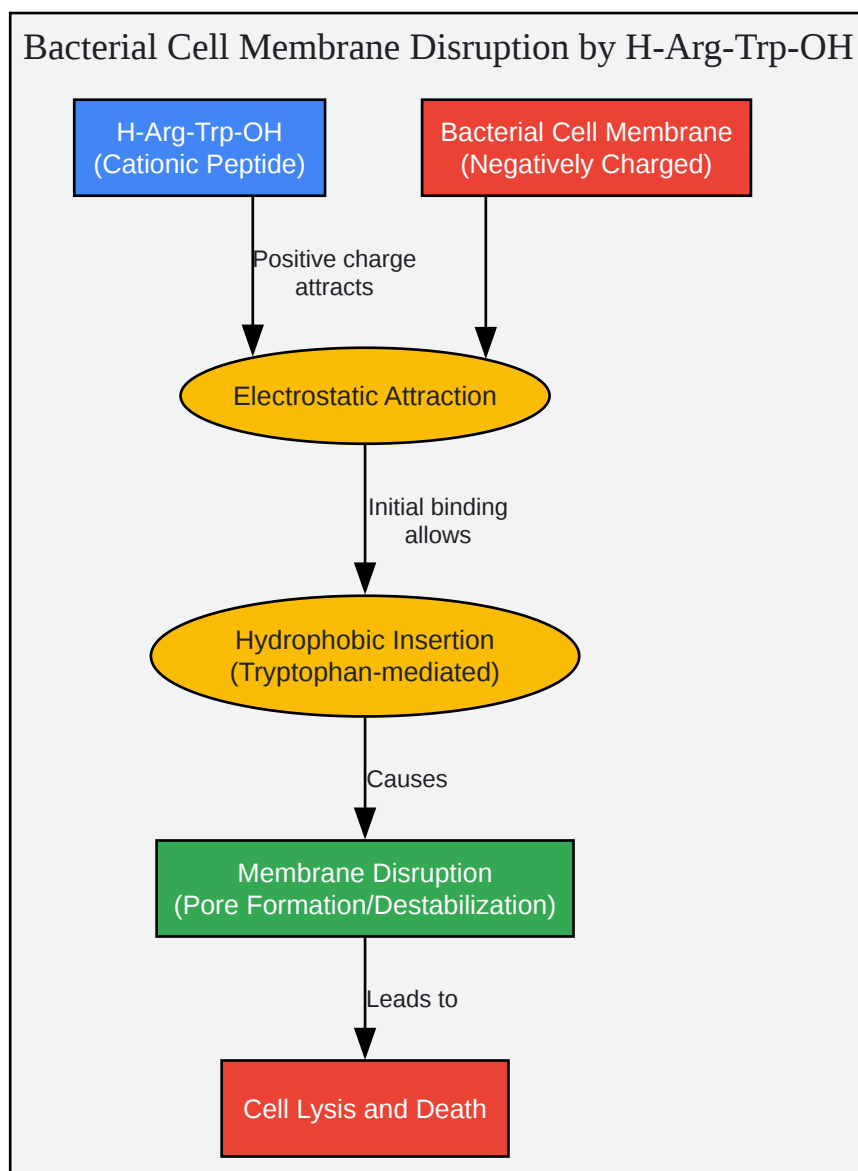 Bacterial Cell Membrane Disruption by H-Arg-Trp-OH
H-Arg-Trp-OH
(Cationic Peptide)
Bacterial Cell Membrane
(Negatively Charged)
Positive charge
attracts
Electrostatic Attraction
Initial binding
allows
Hydrophobic Insertion
(Tryptophan-mediated)
Causes
Membrane Disruption
(Pore Formation/Destabilization)
Leads to
Cell Lysis and Death